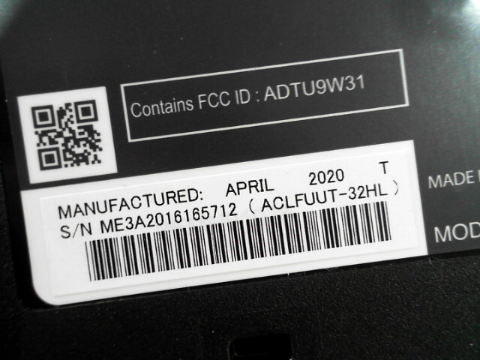 Contains FCC ID : ADTU9W31
MANUFACTURED: APRIL 2020 T
S/N ME3A2016165712 ( ACLFUUT-32HL )
MADE
MOD